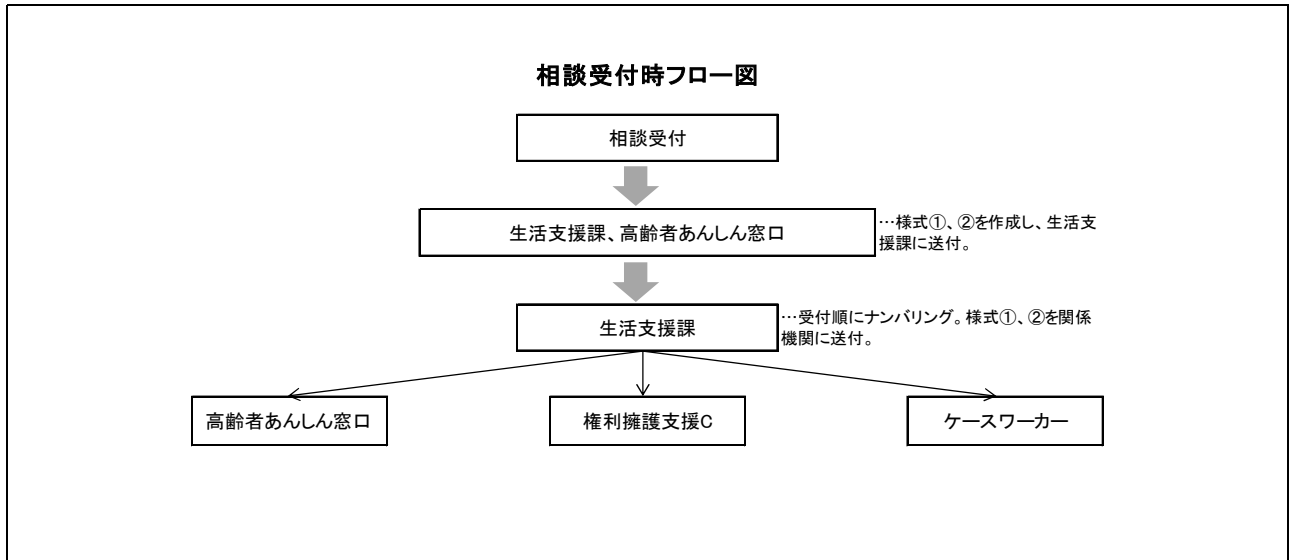 相談受付時フロー図
相談受付
生活支援課、高齢者あんしん窓口
…様式①、②を作成し、生活支
援課に送付。
生活支援課
…受付順にナンバリング。様式①、②を関係
機関に送付。
高齢者あんしん窓口
権利擁護支援C
ケースワーカー